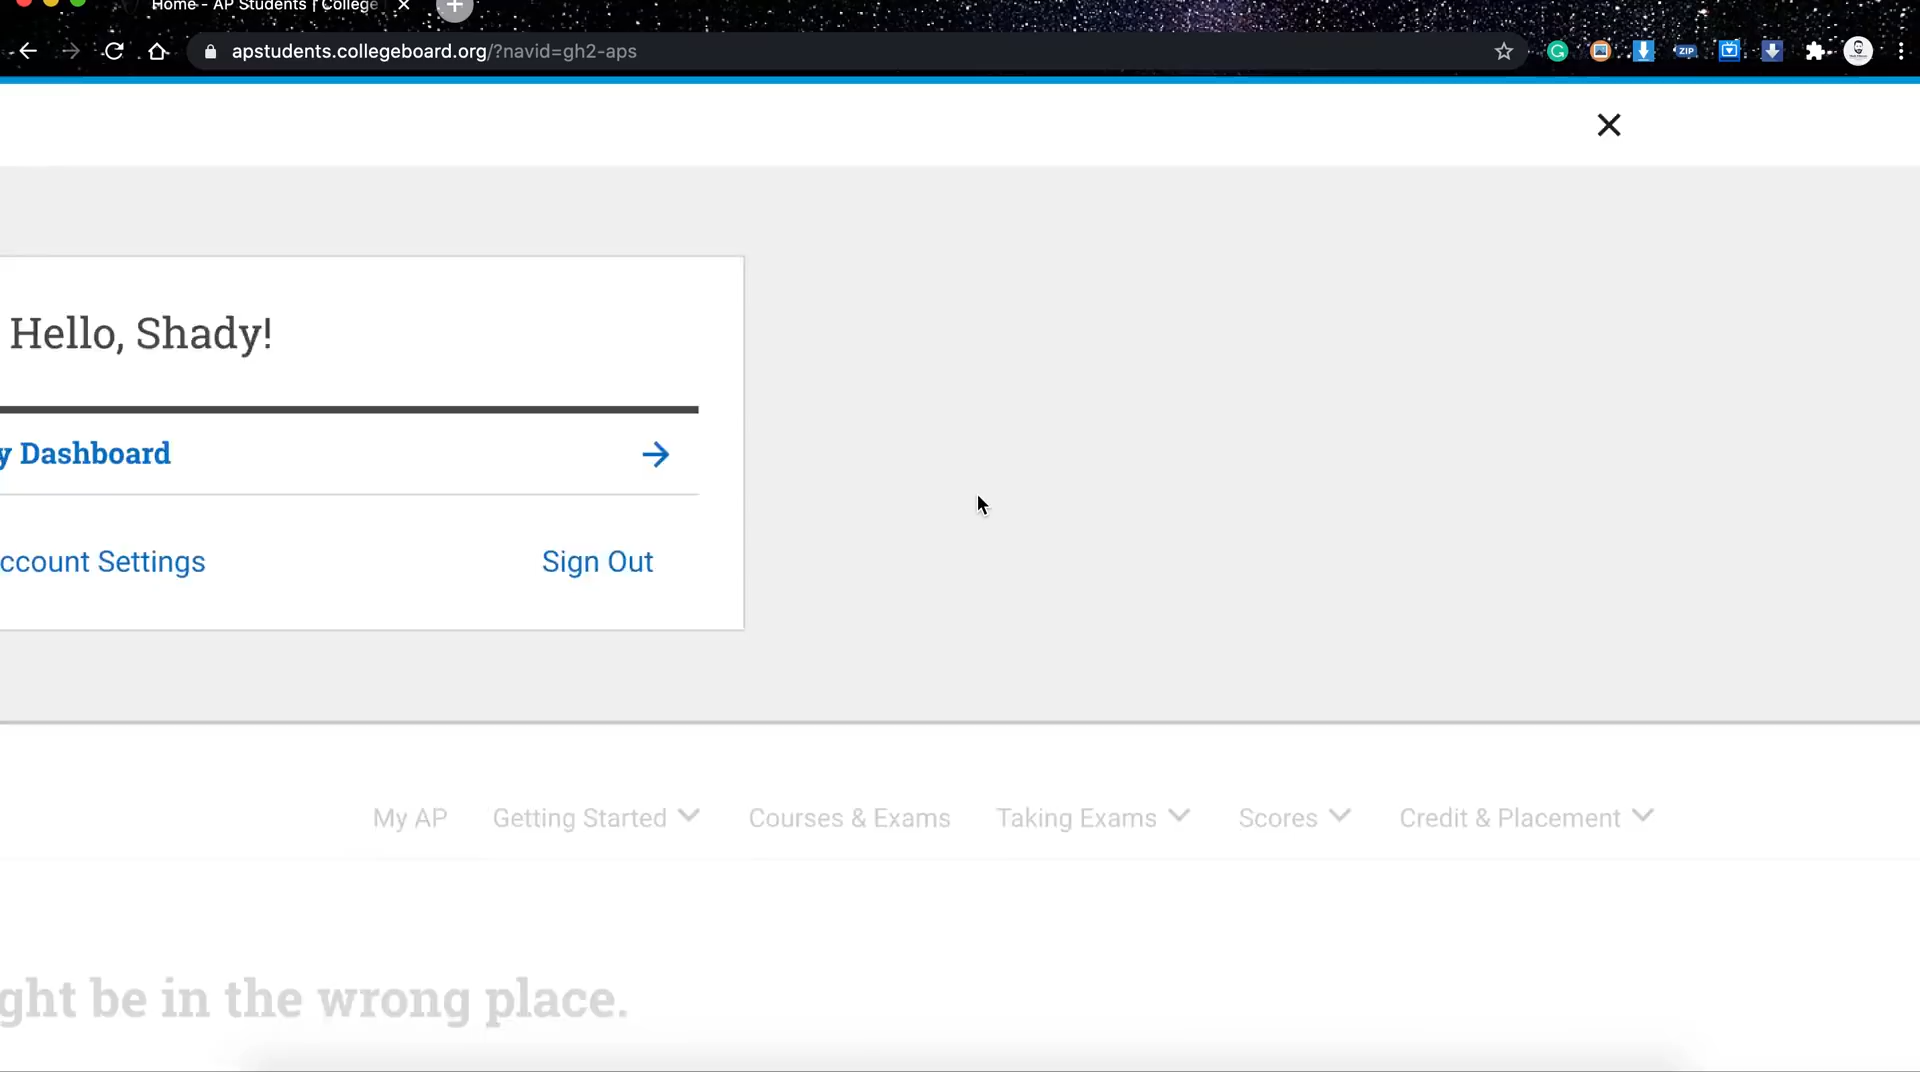 Home - AP Students | College
apstudents.collegeboard.org/?navid=gh2-aps
ZIP
Hello, Shady!
y Dashboard
ccount Settings
Sign Out
My AP
Getting Started
Courses & Exams
Taking Exams
Scores
Credit & Placement
ght be in the wrong place.